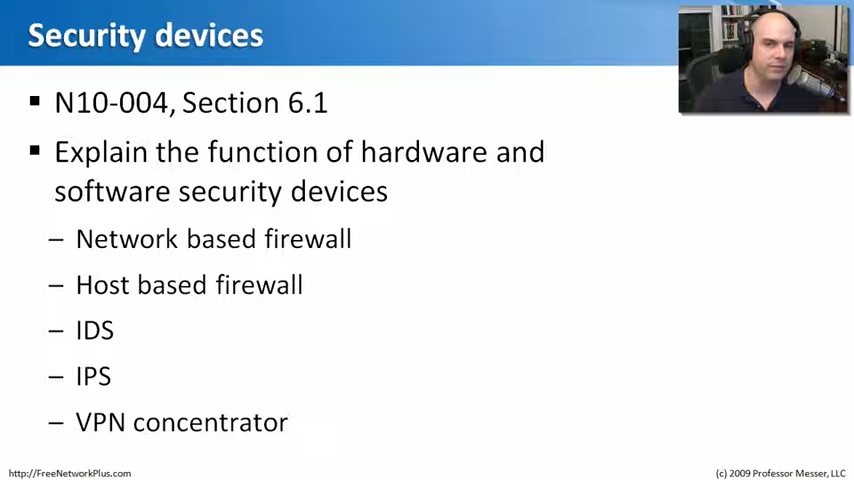 Security devices
▪ N10-004, Section 6.1
▪ Explain the function of hardware and
software security devices
– Network based firewall
– Host based firewall
– IDS
– IPS
– VPN concentrator
http://FreeNetworkPlus.com
(c) 2009 Professor Messer, LLC